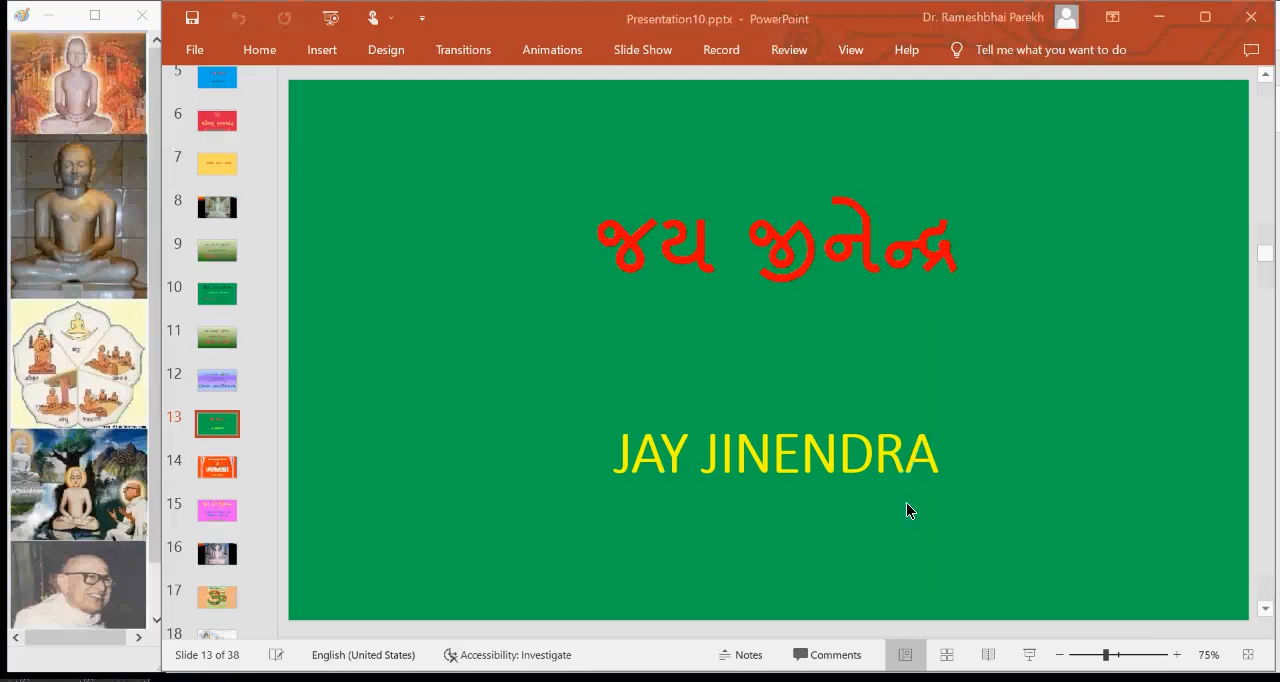 Presentation10.pptx - PowerPoint
Dr. Rameshbhai Parekh
File Home Insert Design Transitions Animations Slide Show Record Review View Help Tell me what you want to do
5
6
7
8
9
10
11
12
13
14
15
16
17
18
જય જીનેન્દ્ર
JAY JINENDRA
Slide 13 of 38 English (United States) Accessibility: Investigate Notes Comments 75%